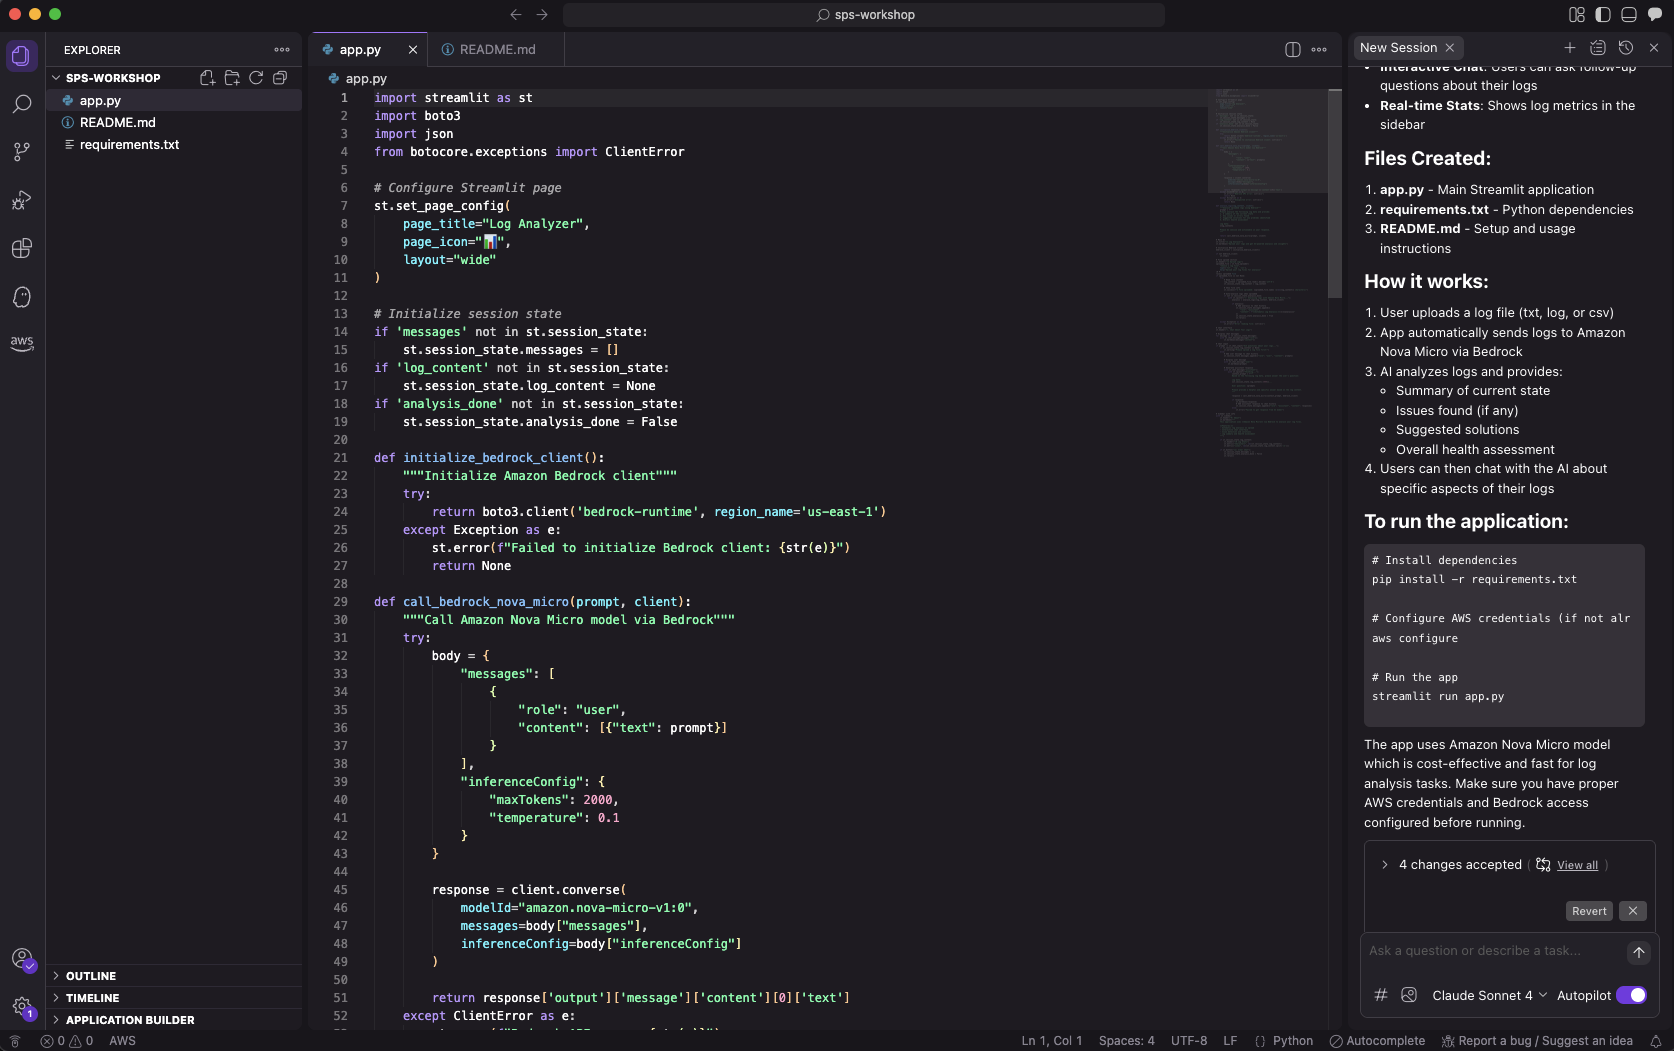 sps-workshop
EXPLORER
SPS-WORKSHOP
app.py
README.md
requirements.txt
OUTLINE
TIMELINE
APPLICATION BUILDER
aws
1
app.py
README.md
app.py
1 import streamlit as st
2 import boto3
3 import json
4 from botocore.exceptions import ClientError
5
6 # Configure Streamlit page
7 st.set_page_config(
8     page_title="Log Analyzer",
9     page_icon="📊",
10     layout="wide"
11 )
12
13 # Initialize session state
14 if 'messages' not in st.session_state:
15     st.session_state.messages = []
16 if 'log_content' not in st.session_state:
17     st.session_state.log_content = None
18 if 'analysis_done' not in st.session_state:
19     st.session_state.analysis_done = False
20
21 def initialize_bedrock_client():
22     """Initialize Amazon Bedrock client"""
23     try:
24         return boto3.client('bedrock-runtime', region_name='us-east-1')
25     except Exception as e:
26         st.error(f"Failed to initialize Bedrock client: {str(e)}")
27         return None
28
29 def call_bedrock_nova_micro(prompt, client):
30     """Call Amazon Nova Micro model via Bedrock"""
31     try:
32         body = {
33             "messages": [
34                 {
35                     "role": "user",
36                     "content": [{"text": prompt}]
37                 }
38             ],
39             "inferenceConfig": {
40                 "maxTokens": 2000,
41                 "temperature": 0.1
42             }
43         }
44
45         response = client.converse(
46             modelId="amazon.nova-micro-v1:0",
47             messages=body["messages"],
48             inferenceConfig=body["inferenceConfig"]
49         )
50
51         return response['output']['message']['content'][0]['text']
52     except ClientError as e:
New Session
Interactive Chat: Users can ask follow-up
questions about their logs
• Real-time Stats: Shows log metrics in the
sidebar
Files Created:
1. app.py - Main Streamlit application
2. requirements.txt - Python dependencies
3. README.md - Setup and usage
instructions
How it works:
1. User uploads a log file (txt, log, or csv)
2. App automatically sends logs to Amazon
Nova Micro via Bedrock
3. AI analyzes logs and provides:
Summary of current state
Issues found (if any)
Suggested solutions
Overall health assessment
4. Users can then chat with the AI about
specific aspects of their logs
To run the application:
# Install dependencies
pip install -r requirements.txt
# Configure AWS credentials (if not alr
aws configure
# Run the app
streamlit run app.py
The app uses Amazon Nova Micro model
which is cost-effective and fast for log
analysis tasks. Make sure you have proper
AWS credentials and Bedrock access
configured before running.
4 changes accepted ( View all )
Revert
Ask a question or describe a task...
# Claude Sonnet 4 Autopilot
0 0 AWS
Ln 1, Col 1 Spaces: 4 UTF-8 LF {} Python Autocomplete Report a bug / Suggest an idea